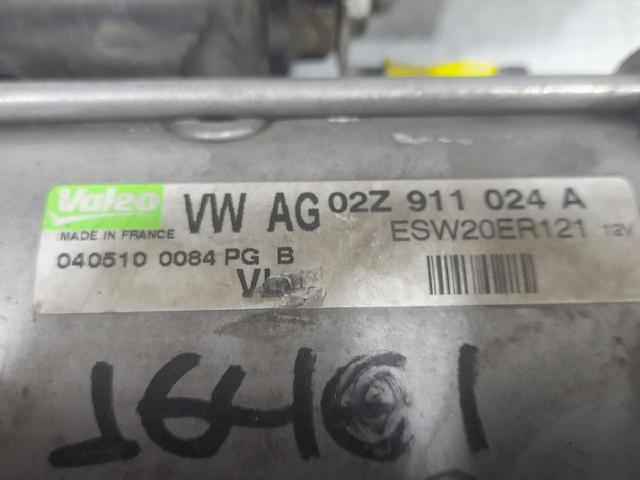 Valeo VW AG 02Z 911 024 A
MADE IN FRANCE ESW20ER121 12V
040510 0084 PG B